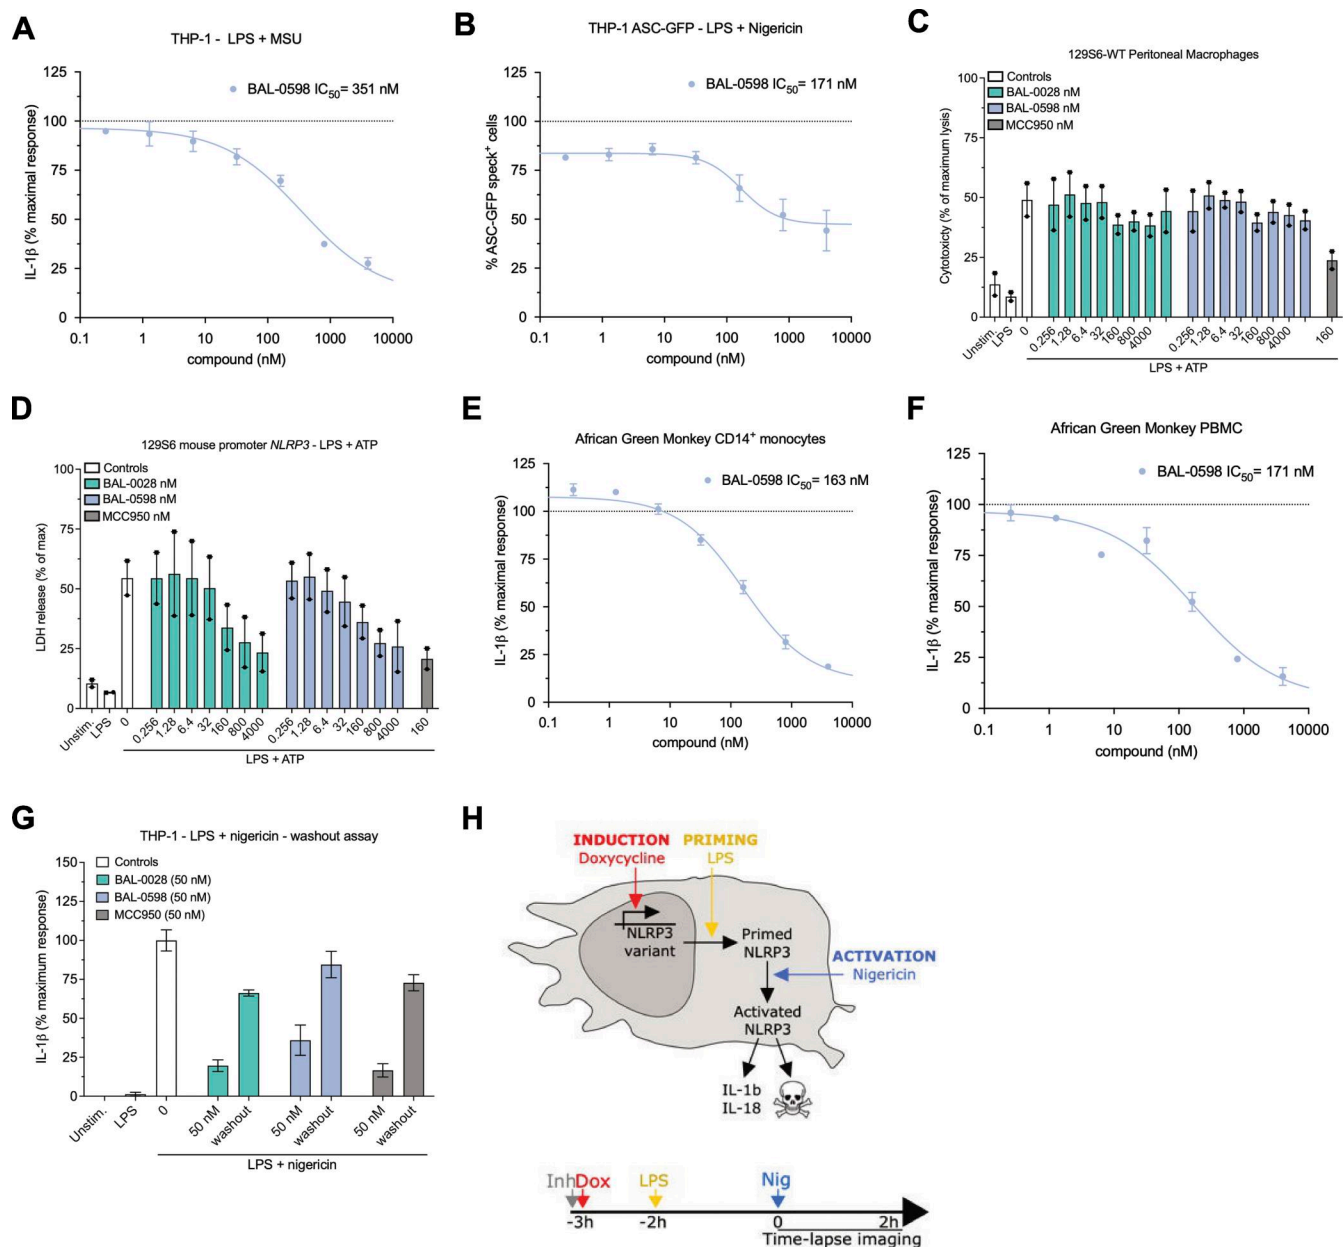 A
THP-1 - LPS + MSU
BAL-0598 IC50= 351 nM
IL-1β (% maximal response)
125
100
75
50
25
0
0.1 1 10 100 1000 10000
compound (nM)
B
THP-1 ASC-GFP - LPS + Nigericin
BAL-0598 IC50= 171 nM
% ASC-GFP speck+ cells
125
100
75
50
25
0
0.1 1 10 100 1000 10000
compound (nM)
C
129S6-WT Peritoneal Macrophages
Controls
BAL-0028 nM
BAL-0598 nM
MCC950 nM
Cytotoxicity (% of maximum lysis)
100
75
50
25
0
Unstim. LPS 0 0.256 1.28 6.4 32 160 800 4000 0.256 1.28 6.4 32 160 800 4000 160
LPS + ATP
D
129S6 mouse promoter NLRP3 - LPS + ATP
Controls
BAL-0028 nM
BAL-0598 nM
MCC950 nM
LDH release (% of max)
100
75
50
25
0
Unstim. LPS 0 0.256 1.28 6.4 32 160 800 4000 0.256 1.28 6.4 32 160 800 4000 160
LPS + ATP
E
African Green Monkey CD14+ monocytes
BAL-0598 IC50= 163 nM
IL-1β (% maximal response)
125
100
75
50
25
0
0.1 1 10 100 1000 10000
compound (nM)
F
African Green Monkey PBMC
BAL-0598 IC50= 171 nM
IL-1β (% maximal response)
125
100
75
50
25
0
0.1 1 10 100 1000 10000
compound (nM)
G
THP-1 - LPS + nigericin - washout assay
Controls
BAL-0028 (50 nM)
BAL-0598 (50 nM)
MCC950 (50 nM)
IL-1β (% maximum response)
150
125
100
75
50
25
0
Unstim. LPS 0 50 nM washout 50 nM washout 50 nM washout
LPS + nigericin
H
INDUCTION
Doxycycline
PRIMING
LPS
NLRP3
variant
Primed
NLRP3
ACTIVATION
Nigericin
Activated
NLRP3
IL-1b
IL-18
Inh Dox LPS Nig
-3h -2h 0 2h
Time-lapse imaging